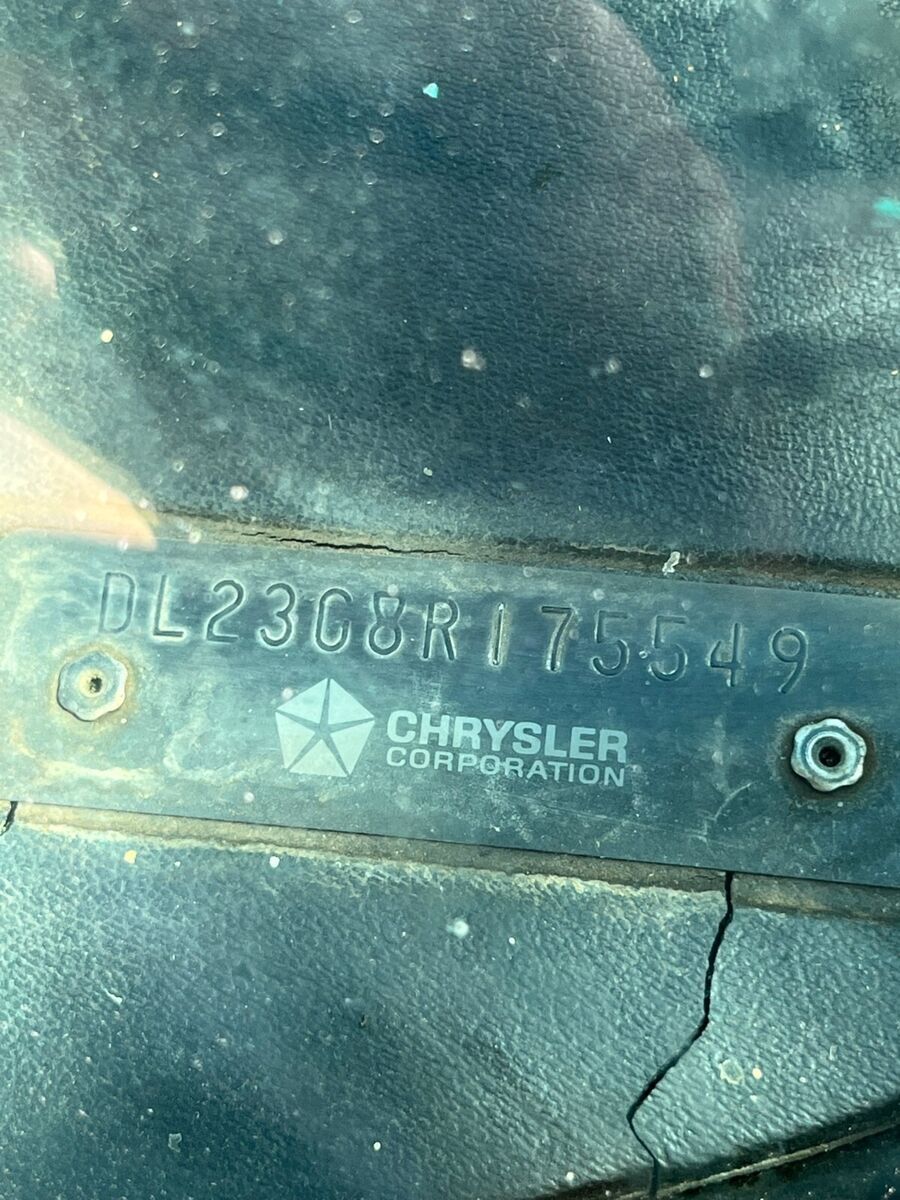 DL23G8R175549
CHRYSLER
CORPORATION